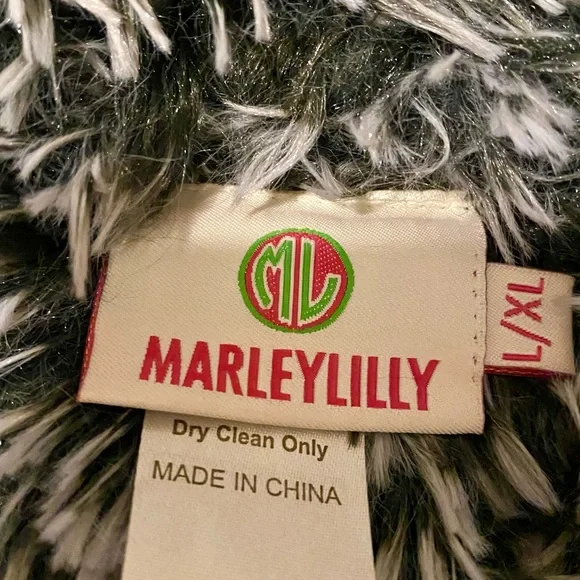 ML
MARLEYLILLY
L/XL
Dry Clean Only
MADE IN CHINA